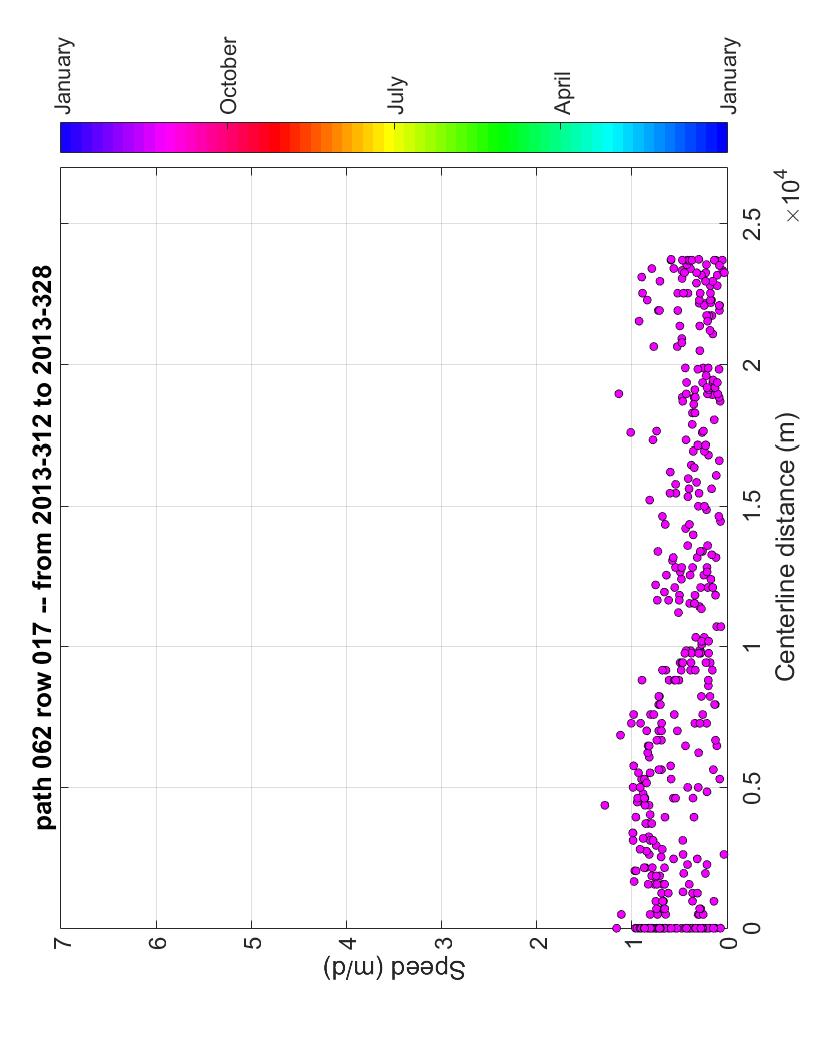 path 062 row 017 -- from 2013-312 to 2013-328
7
6
5
4
3
2
1
0
Speed (m/d)
0
0.5
1
1.5
2
2.5
×10^4
Centerline distance (m)
January
October
July
April
January